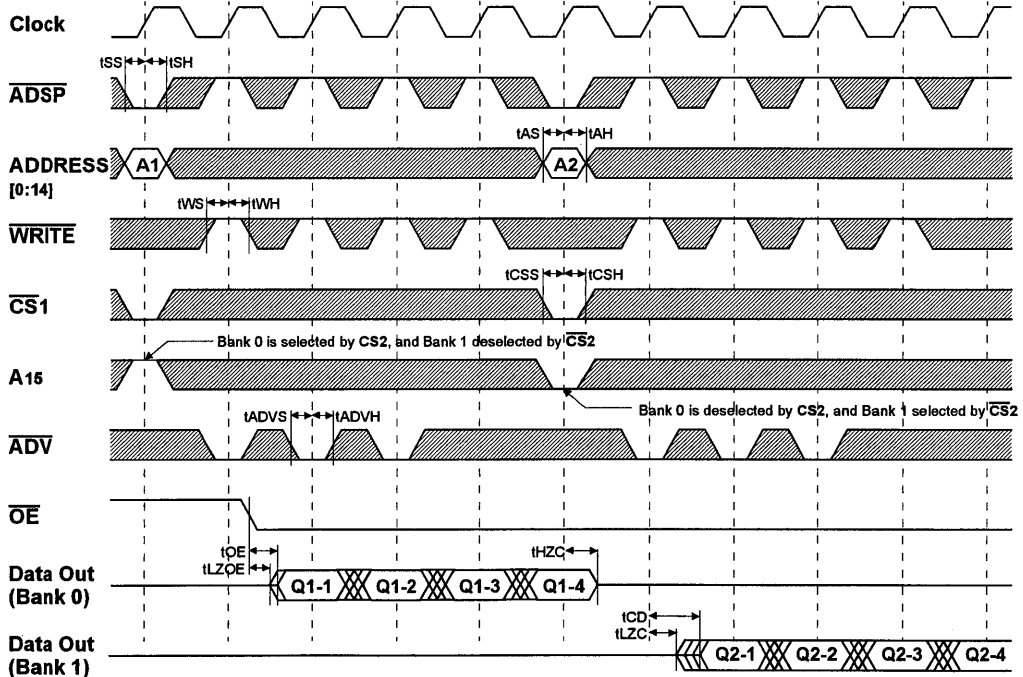 Clock
tSS tSH
ADSP
tAS tAH
ADDRESS A1 A2
[0:14]
tWS tWH
WRITE
tCSS tCSH
CS1
Bank 0 is selected by CS2, and Bank 1 deselected by CS2
A15
Bank 0 is deselected by CS2, and Bank 1 selected by CS2
tADVS tADVH
ADV
OE
tOE tHZC
tLZOE
Data Out
(Bank 0)
Q1-1 Q1-2 Q1-3 Q1-4
tCD
tLZC
Data Out
(Bank 1)
Q2-1 Q2-2 Q2-3 Q2-4